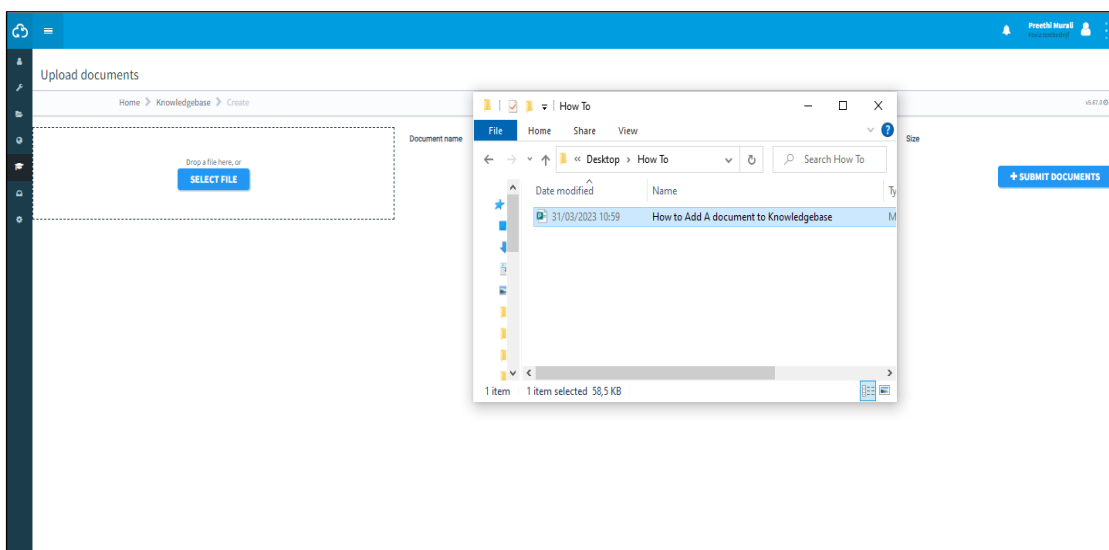 Preethi Murali
Upload documents
Home > Knowledgebase > Create
Document name
Size
Drop a file here, or
SELECT FILE
+ SUBMIT DOCUMENTS
How To
File Home Share View
« Desktop > How To
Search How To
Date modified Name Ty
31/03/2023 10:59 How to Add A document to Knowledgebase M
1 item 1 item selected 58,5 KB